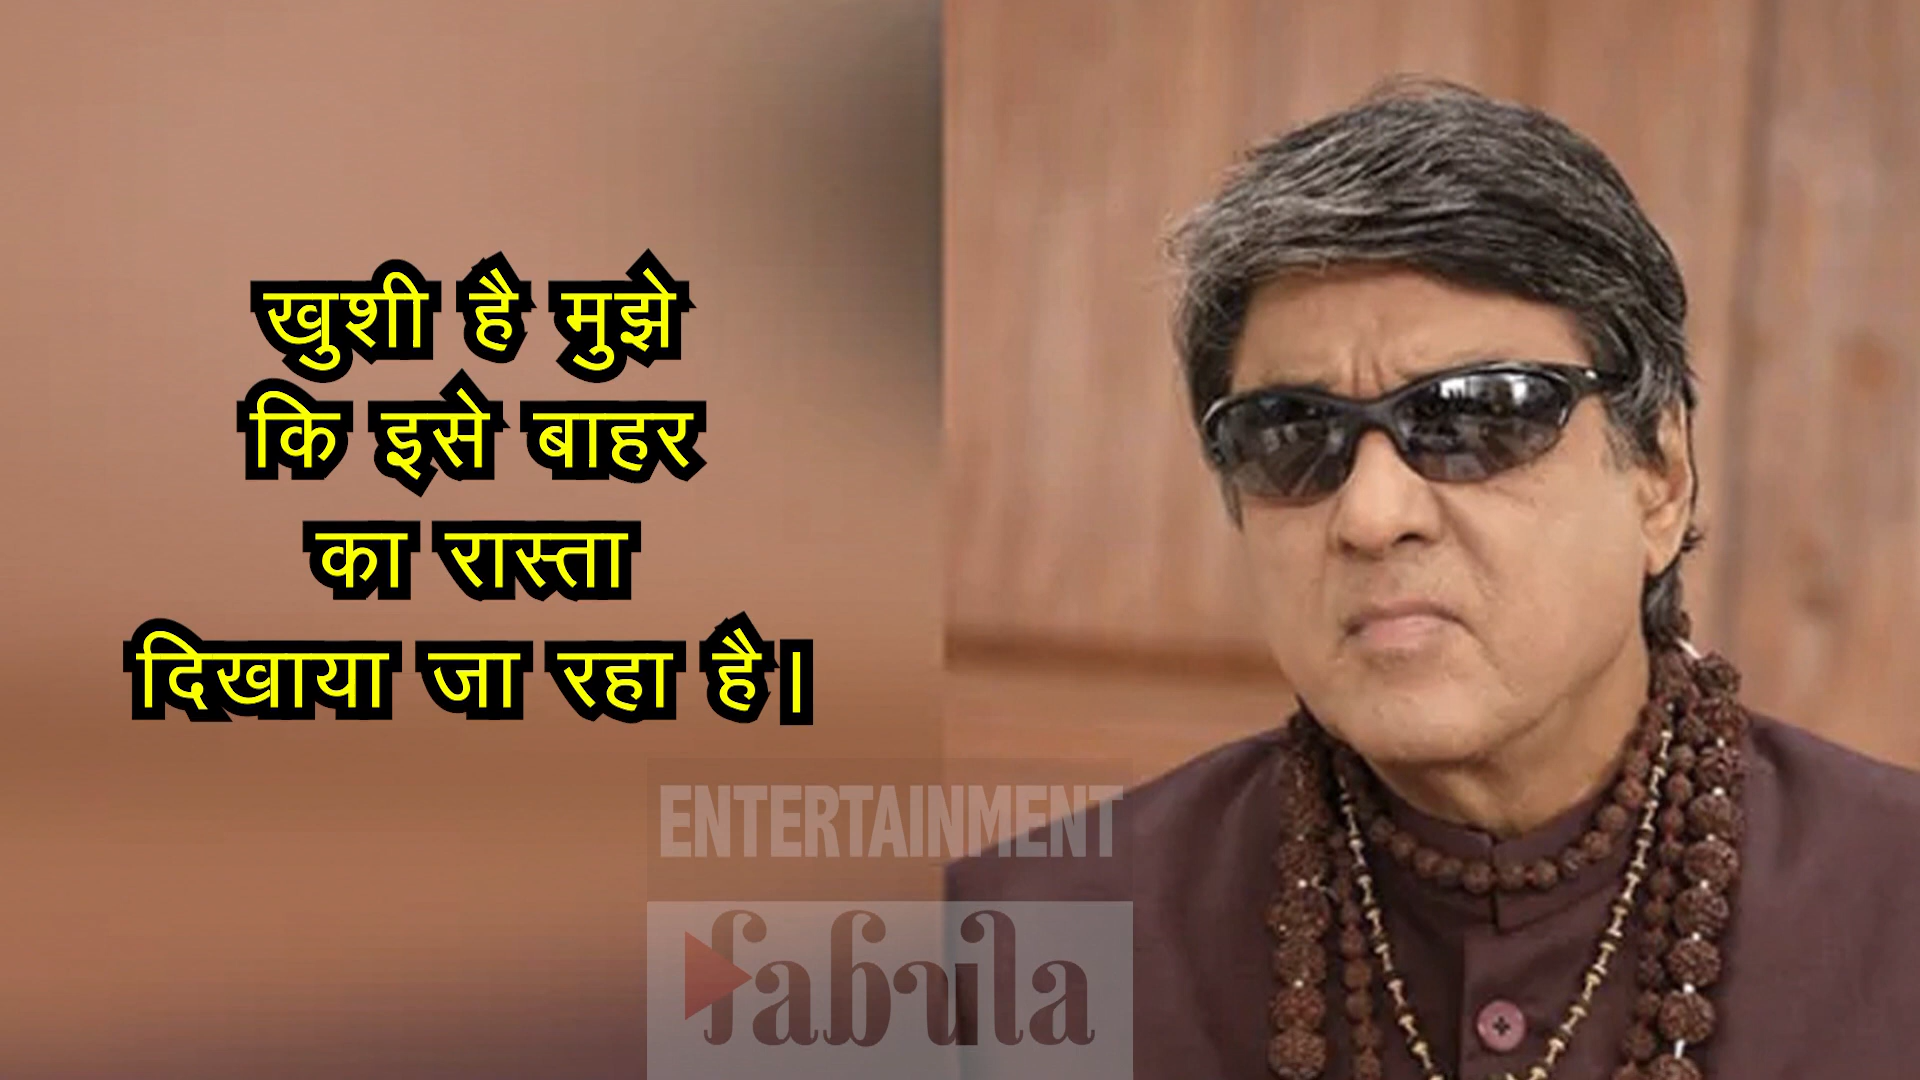 खुशी है मुझे
कि इसे बाहर
का रास्ता
दिखाया जा रहा है।
ENTERTAINMENT
fabula